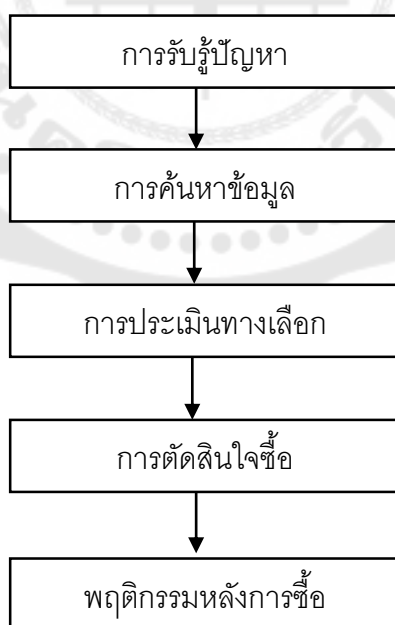 การรับรู้ปัญหา
การค้นหาข้อมูล
การประเมินทางเลือก
การตัดสินใจซื้อ
พฤติกรรมหลังการซื้อ